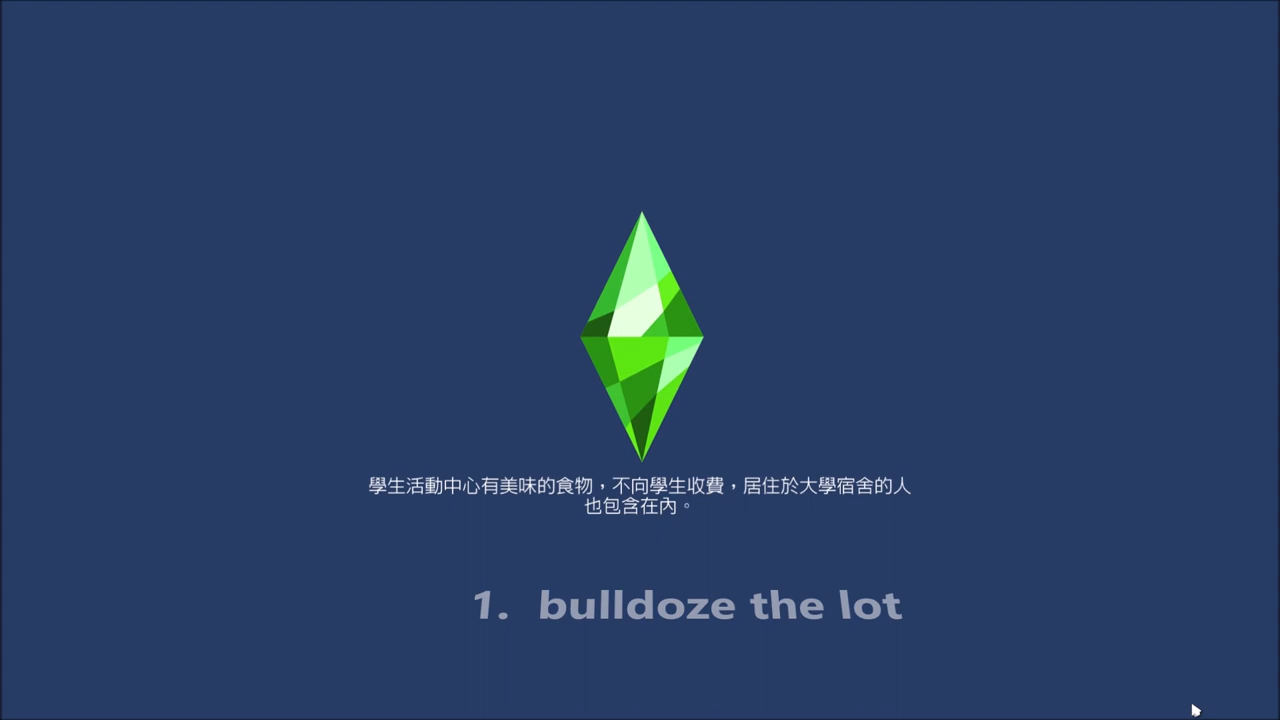 學生活動中心有美味的食物，不向學生收費，居住於大學宿舍的人
也包含在內。
1. bulldoze the lot